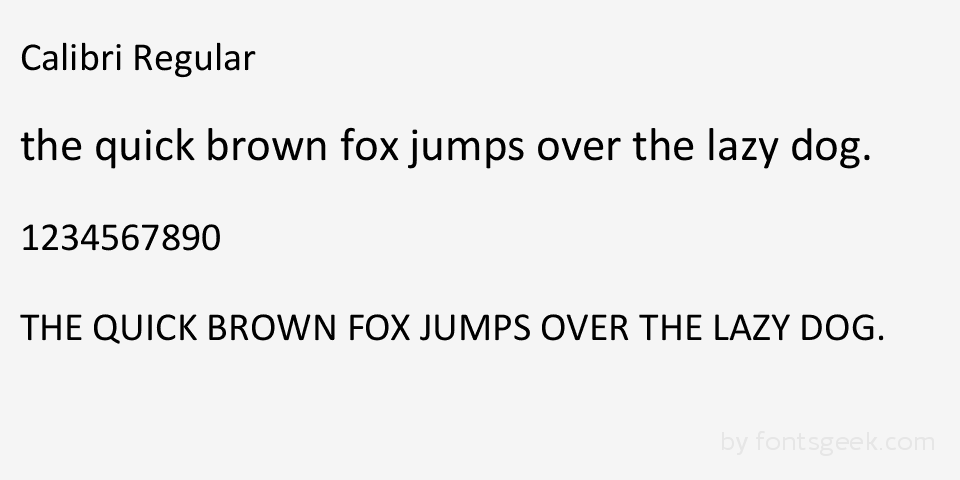 Calibri Regular
the quick brown fox jumps over the lazy dog.
1234567890
THE QUICK BROWN FOX JUMPS OVER THE LAZY DOG.
by fontsgeek.com